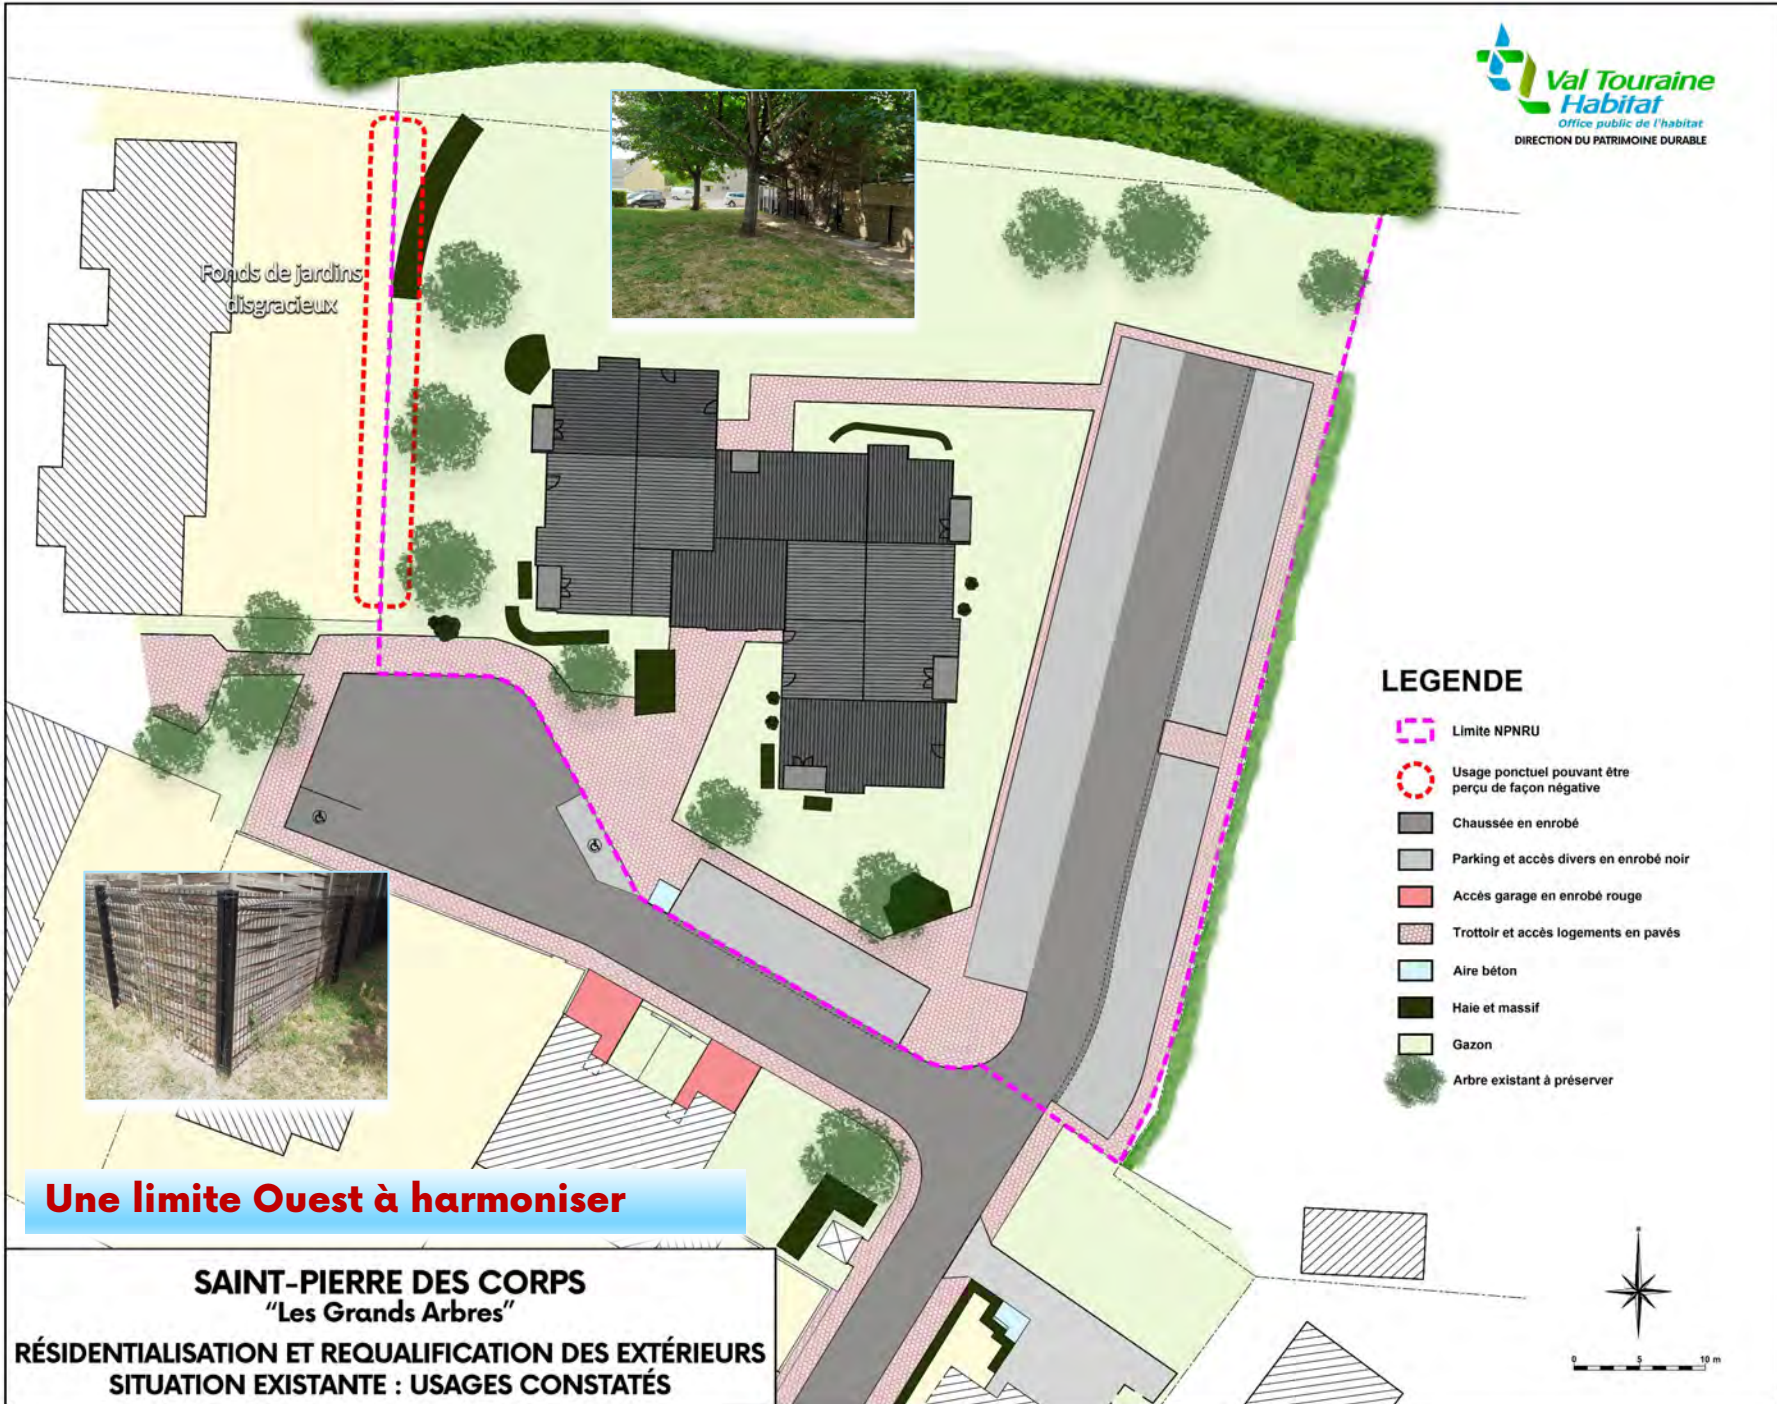 Val Touraine
Habitat
Office public de l'habitat
DIRECTION DU PATRIMOINE DURABLE
Fonds de jardins
disgracieux
LEGENDE
Limite NPNRU
Usage ponctuel pouvant être
perçu de façon négative
Chaussée en enrobé
Parking et accès divers en enrobé noir
Accès garage en enrobé rouge
Trottoir et accès logements en pavés
Aire béton
Haie et massif
Gazon
Arbre existant à préserver
Une limite Ouest à harmoniser
SAINT-PIERRE DES CORPS
"Les Grands Arbres"
RÉSIDENTIALISATION ET REQUALIFICATION DES EXTÉRIEURS
SITUATION EXISTANTE : USAGES CONSTATÉS
0 5 10 m